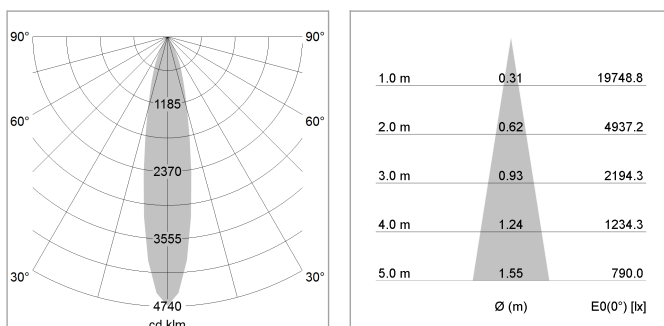 90° 90°
1185
60° 60°
2370
3555
30° 30°
4740
cd klm
1.0 m 0.31 19748.8
2.0 m 0.62 4937.2
3.0 m 0.93 2194.3
4.0 m 1.24 1234.3
5.0 m 1.55 790.0
Ø (m) E0(0°) [lx]